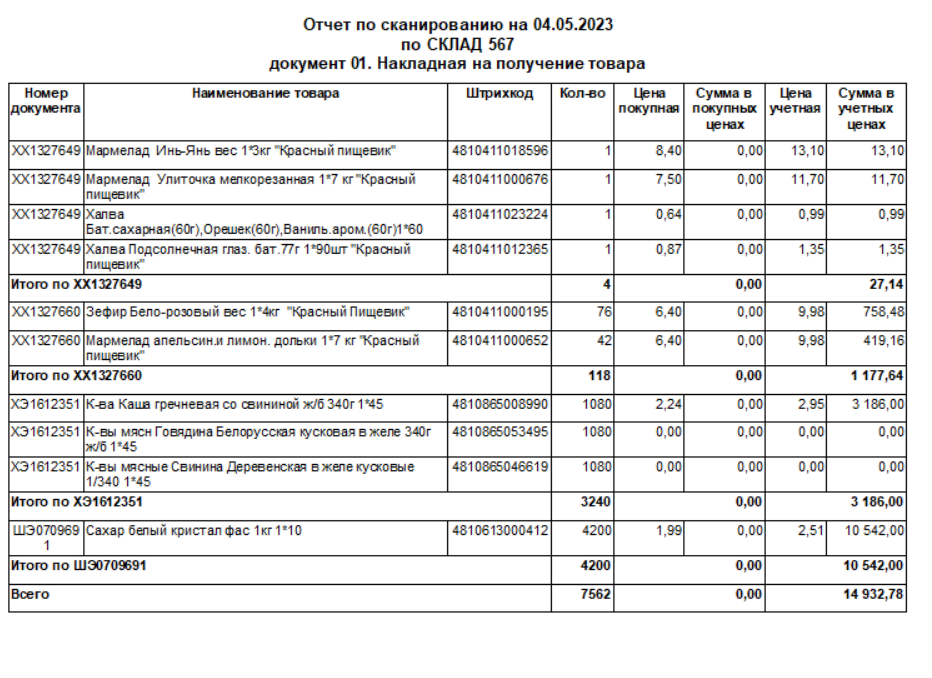 Отчет по сканированию на 04.05.2023
по СКЛАД 567
документ 01. Накладная на получение товара
Номер документа Наименование товара Штрихкод Кол-во Цена покупная Сумма в покупных ценах Цена учетная Сумма в учетных ценах
ХХ1327649 Мармелад Инь-Янь вес 1*3кг "Красный пищевик" 4810411018596 1 8,40 0,00 13,10 13,10
ХХ1327649 Мармелад Улиточка мелкорезанная 1*7 кг "Красный пищевик" 4810411000676 1 7,50 0,00 11,70 11,70
ХХ1327649 Халва Бат.сахарная(60г),Орешек(60г),Ваниль.аром.(60г)1*60 4810411023224 1 0,64 0,00 0,99 0,99
ХХ1327649 Халва Подсолнечная глаз. бат.77г 1*90шт "Красный пищевик" 4810411012365 1 0,87 0,00 1,35 1,35
Итого по ХХ1327649 4 0,00 27,14
ХХ1327660 Зефир Бело-розовый вес 1*4кг "Красный Пищевик" 4810411000195 76 6,40 0,00 9,98 758,48
ХХ1327660 Мармелад апельсин.и лимон. дольки 1*7 кг "Красный пищевик" 4810411000652 42 6,40 0,00 9,98 419,16
Итого по ХХ1327660 118 0,00 1 177,64
ХЭ1612351 К-ва Каша гречневая со свининой ж/б 340г 1*45 4810865008990 1080 2,24 0,00 2,95 3 186,00
ХЭ1612351 К-вы мясн Говядина Белорусская кусковая в желе 340г ж/б 1*45 4810865053495 1080 0,00 0,00 0,00 0,00
ХЭ1612351 К-вы мясные Свинина Деревенская в желе кусковые 1/340 1*45 4810865046619 1080 0,00 0,00 0,00 0,00
Итого по ХЭ1612351 3240 0,00 3 186,00
ШЭ0709691 Сахар белый кристал фас 1кг 1*10 4810613000412 4200 1,99 0,00 2,51 10 542,00
Итого по ШЭ0709691 4200 0,00 10 542,00
Всего 7562 0,00 14 932,78